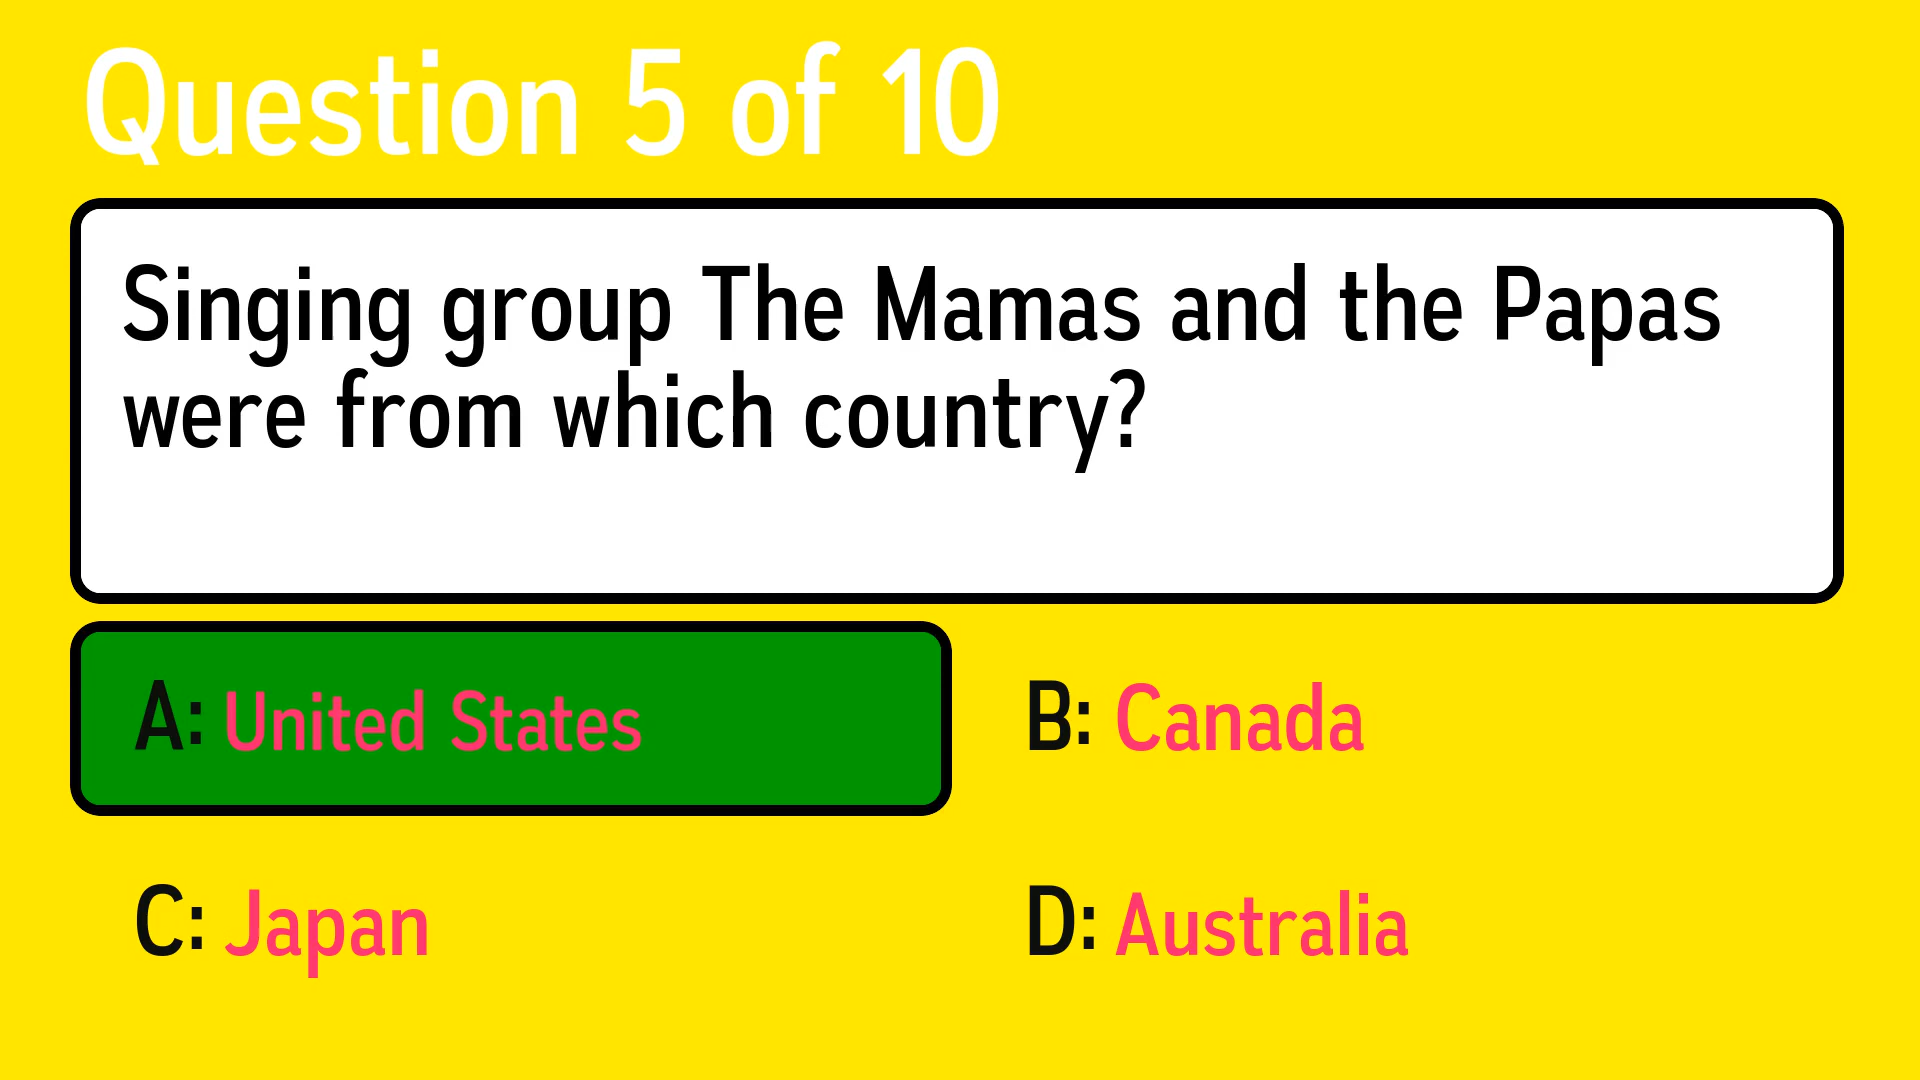 Question 5 of 10
Singing group The Mamas and the Papas
were from which country?
A: United States
B: Canada
C: Japan
D: Australia